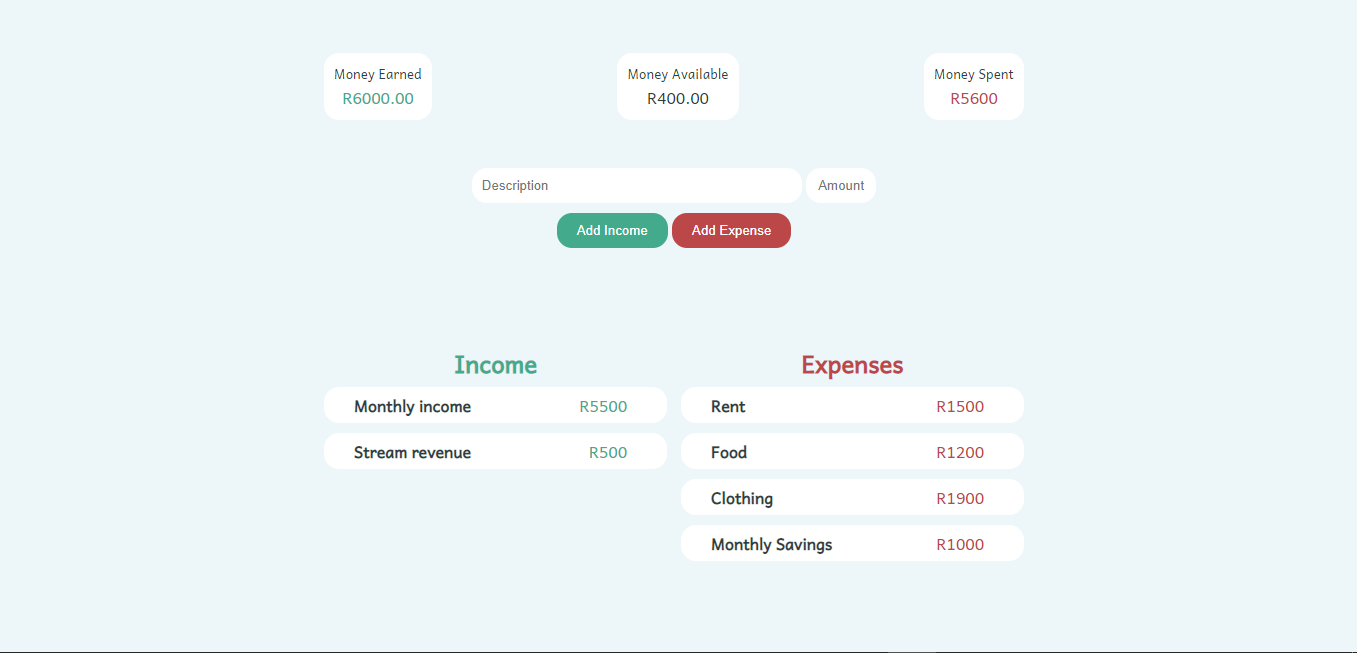 Money Earned
R6000.00
Money Available
R400.00
Money Spent
R5600
Description
Amount
Add Income
Add Expense
Income
Monthly income R5500
Stream revenue R500
Expenses
Rent R1500
Food R1200
Clothing R1900
Monthly Savings R1000